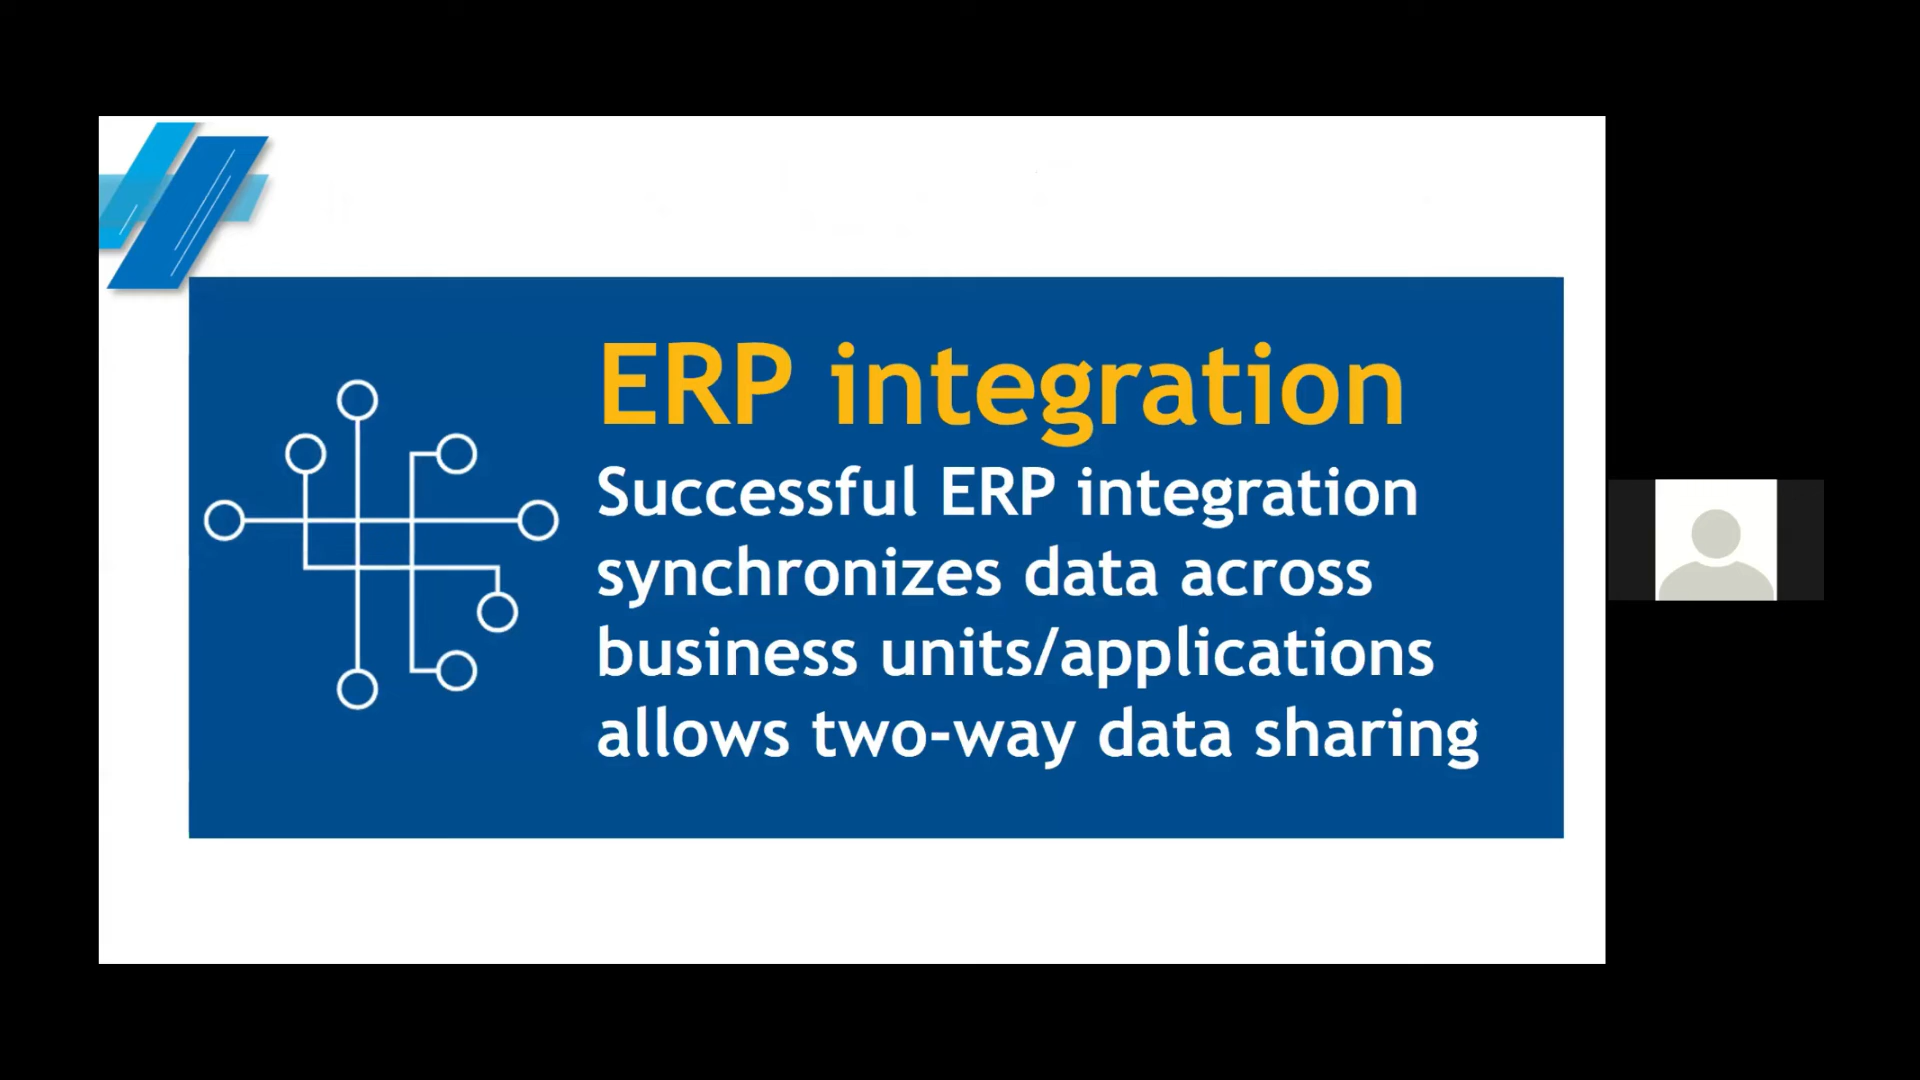 ERP integration
Successful ERP integration
synchronizes data across
business units/applications
allows two-way data sharing